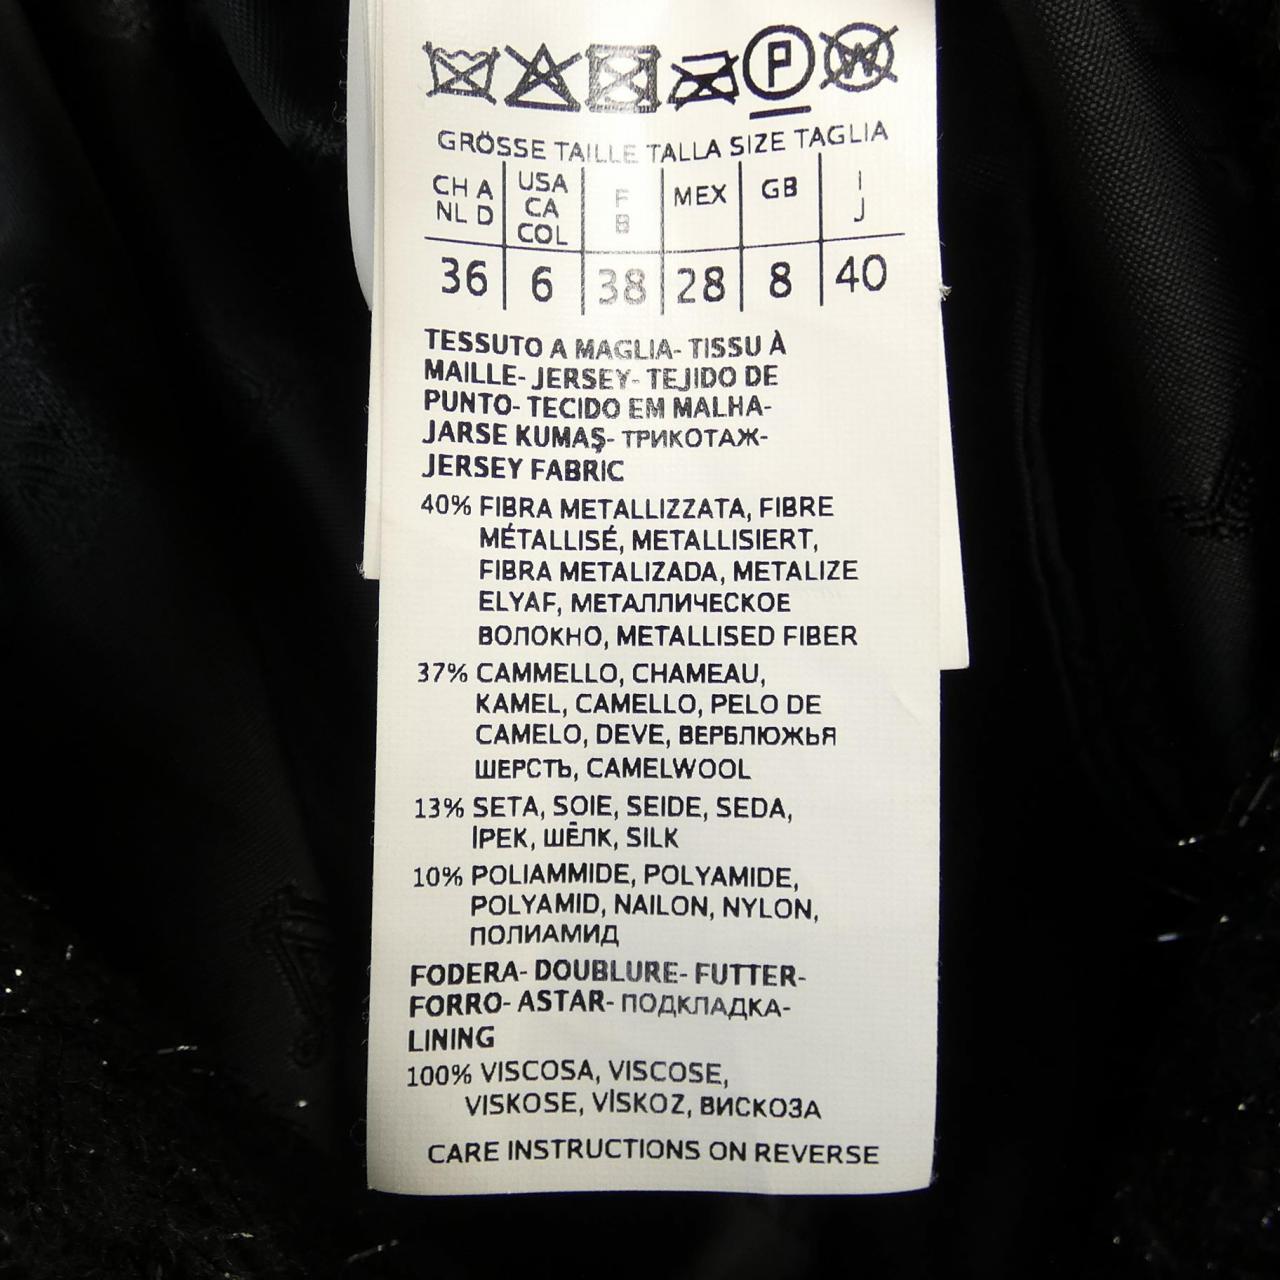 P W
GRÖSSE TAILLE TALLA SIZE TAGLIA
CH A NL D USA CA COL F B MEX GB I J
36 6 38 28 8 40
TESSUTO A MAGLIA- TISSU À
MAILLE- JERSEY- TEJIDO DE
PUNTO- TECIDO EM MALHA-
JARSE KUMAŞ- ТРИКОТАЖ-
JERSEY FABRIC
40% FIBRA METALLIZZATA, FIBRE
MÉTALLISÉ, METALLISIERT,
FIBRA METALIZADA, METALIZE
ELYAF, МЕТАЛЛИЧЕСКОЕ
ВОЛОКНО, METALLISED FIBER
37% CAMMELLO, CHAMEAU,
KAMEL, CAMELLO, PELO DE
CAMELO, DEVE, ВЕРБЛЮЖЬЯ
ШЕРСТЬ, CAMELWOOL
13% SETA, SOIE, SEIDE, SEDA,
İPEK, ШЁЛК, SILK
10% POLIAMMIDE, POLYAMIDE,
POLYAMID, NAILON, NYLON,
ПОЛИАМИД
FODERA- DOUBLURE- FUTTER-
FORRO- ASTAR- ПОДКЛАДКА-
LINING
100% VISCOSA, VISCOSE,
VISKOSE, VİSKOZ, ВИСКОЗА
CARE INSTRUCTIONS ON REVERSE